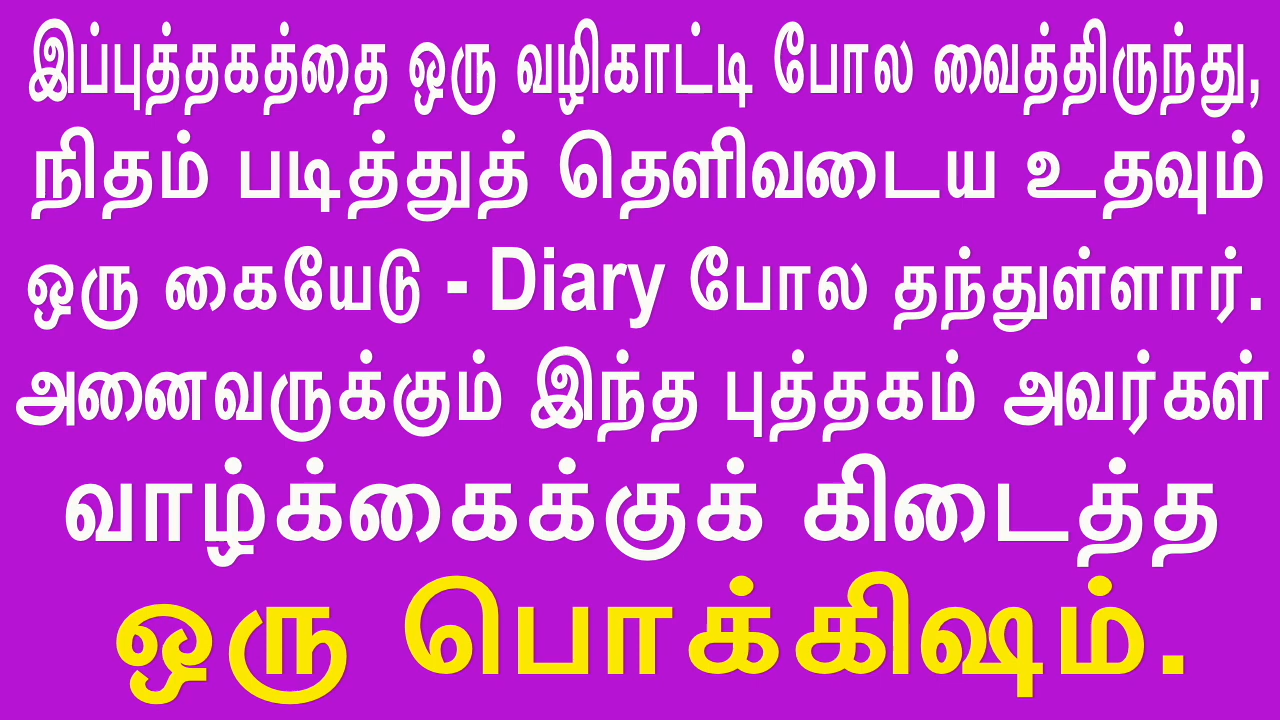 இப்புத்தகத்தை ஒரு வழிகாட்டி போல வைத்திருந்து,
நிதம் படித்துத் தெளிவடைய உதவும்
ஒரு கையேடு - Diary போல தந்துள்ளார்.
அனைவருக்கும் இந்த புத்தகம் அவர்கள்
வாழ்க்கைக்குக் கிடைத்த
ஒரு பொக்கிஷம்.